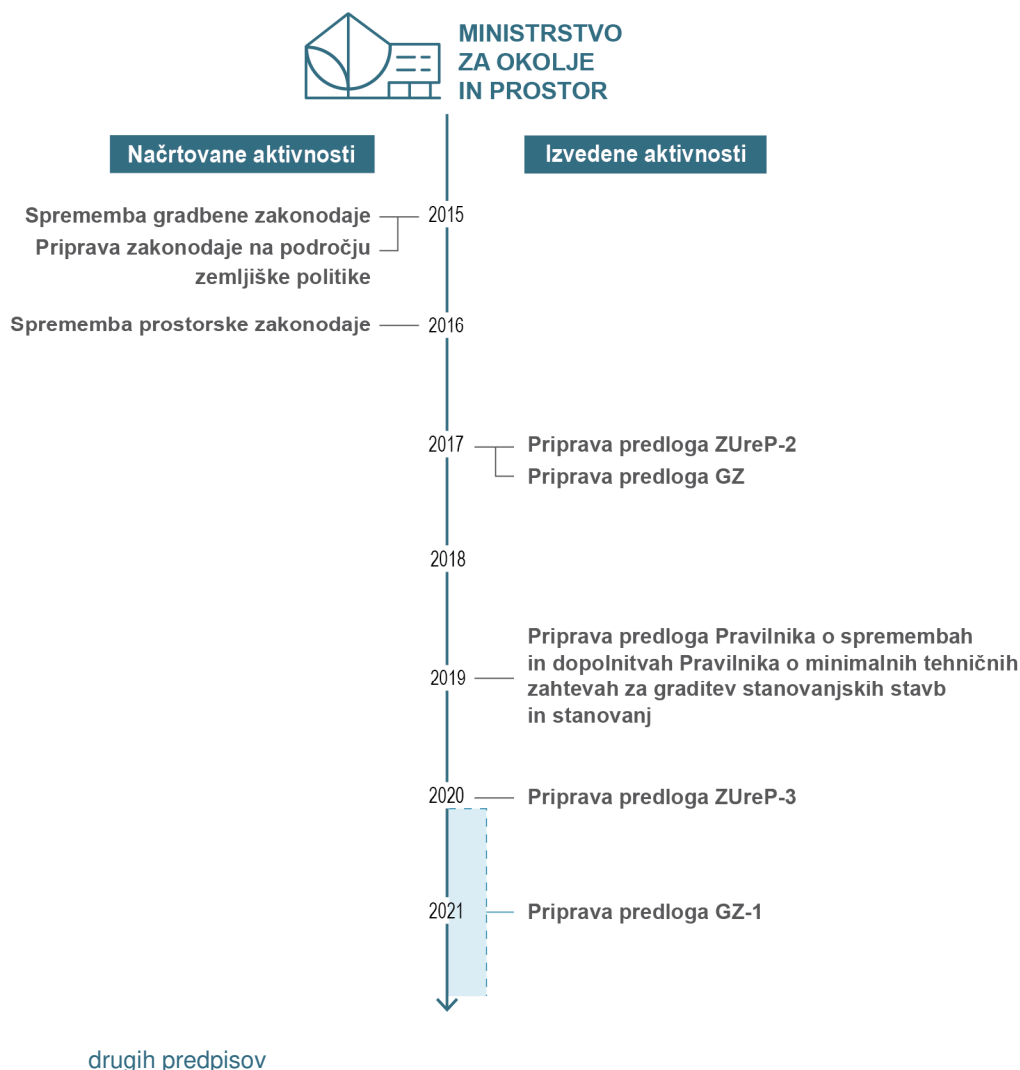 MINISTRSTVO
ZA OKOLJE
IN PROSTOR
Načrtovane aktivnosti
Izvedene aktivnosti
Sprememba gradbene zakonodaje
2015
Priprava zakonodaje na področju
zemljiške politike
Sprememba prostorske zakonodaje
2016
2017
Priprava predloga ZUreP-2
Priprava predloga GZ
2018
2019
Priprava predloga Pravilnika o spremembah
in dopolnitvah Pravilnika o minimalnih tehničnih
zahtevah za graditev stanovanjskih stavb
in stanovanj
2020
Priprava predloga ZUreP-3
2021
Priprava predloga GZ-1
drugih predpisov